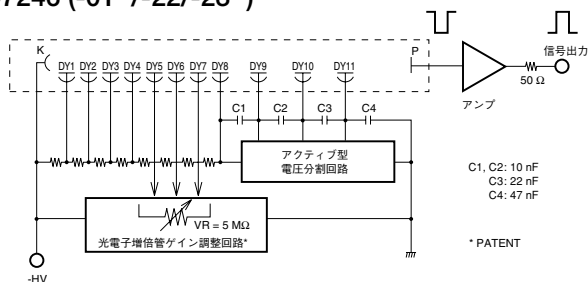 7246 (-01*/-22/-23*)
K
DY1 DY2 DY3 DY4 DY5 DY6 DY7 DY8 DY9 DY10 DY11
P
信号出力
50 Ω
アンプ
C1 C2 C3 C4
アクティブ型
電圧分割回路
C1, C2: 10 nF
C3: 22 nF
C4: 47 nF
VR = 5 MΩ
光電子増倍管ゲイン調整回路*
* PATENT
-HV